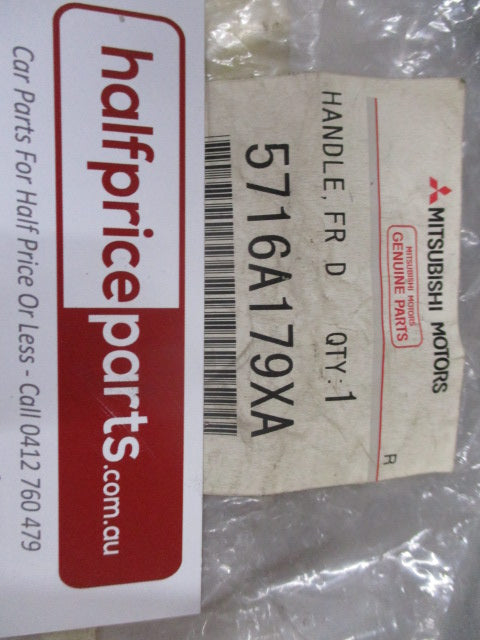 MITSUBISHI MOTORS
MITSUBISHI MOTORS
GENUINE PARTS
R
HANDLE, FR D QTY:1
5716A179XA
halfpriceparts.com.au
Car Parts For Half Price Or Less - Call 0412 760 479